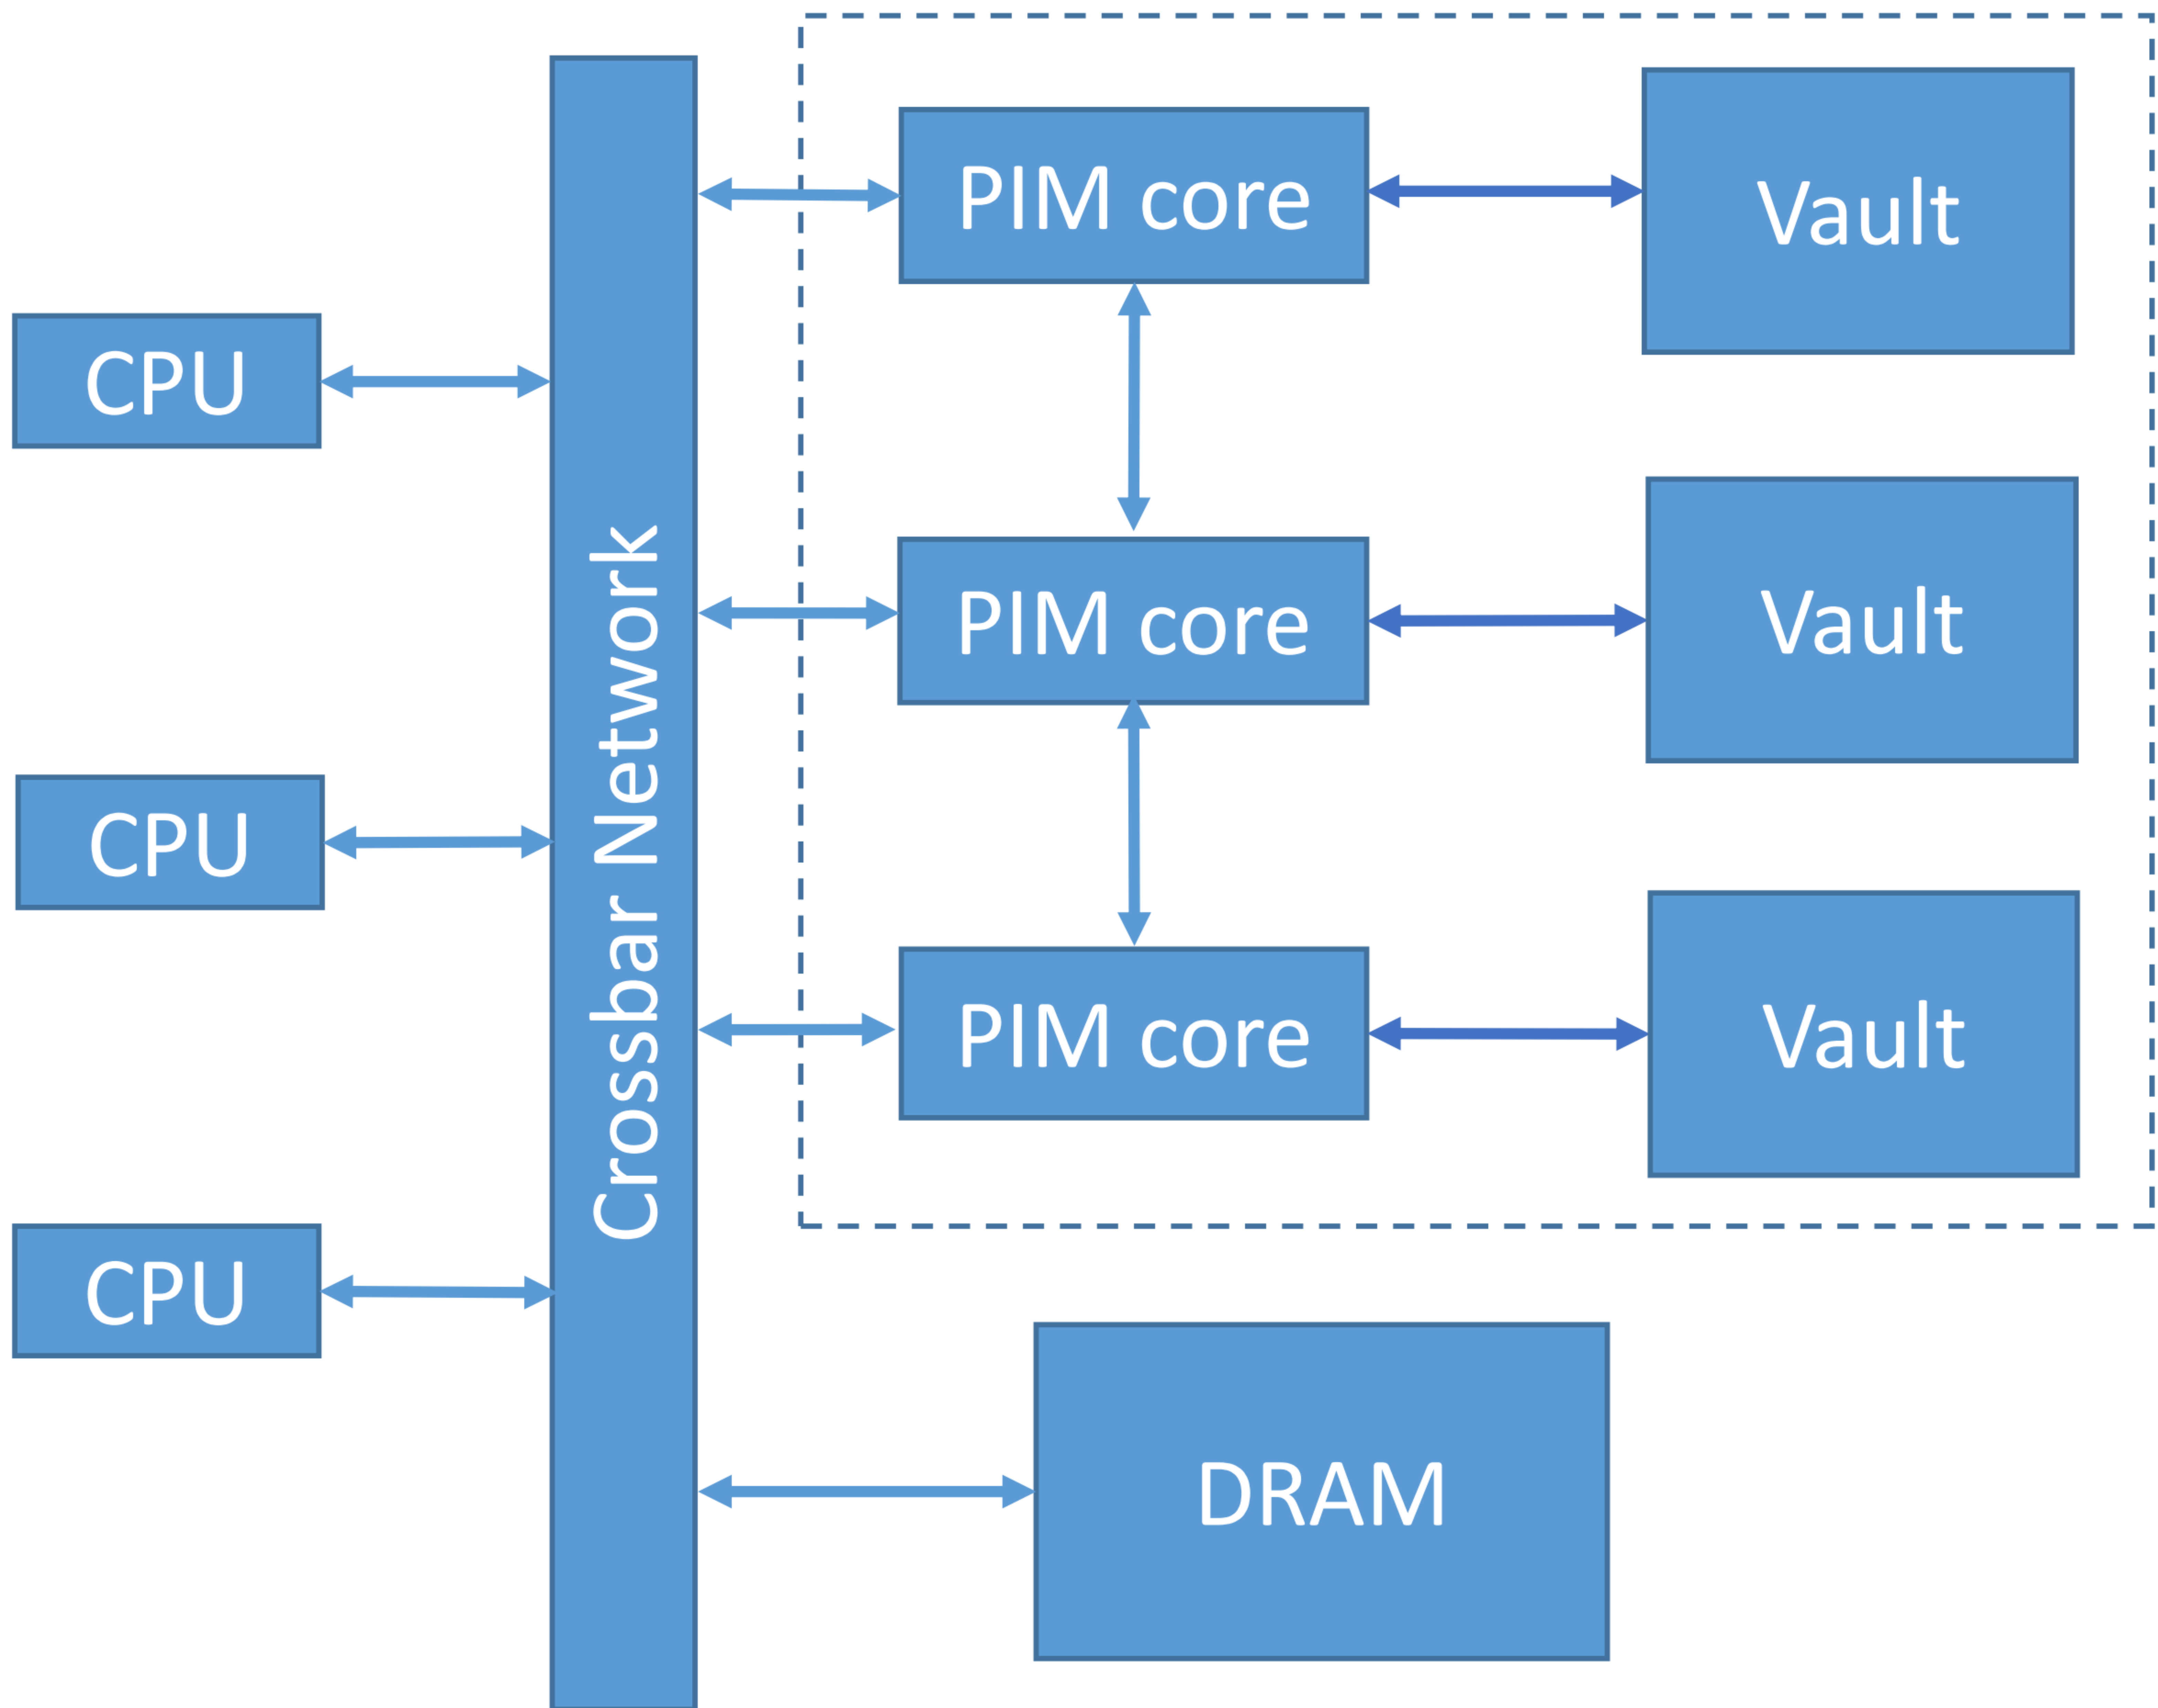 PIM core
Vault
CPU
Crossbar Network
PIM core
Vault
CPU
PIM core
Vault
CPU
DRAM